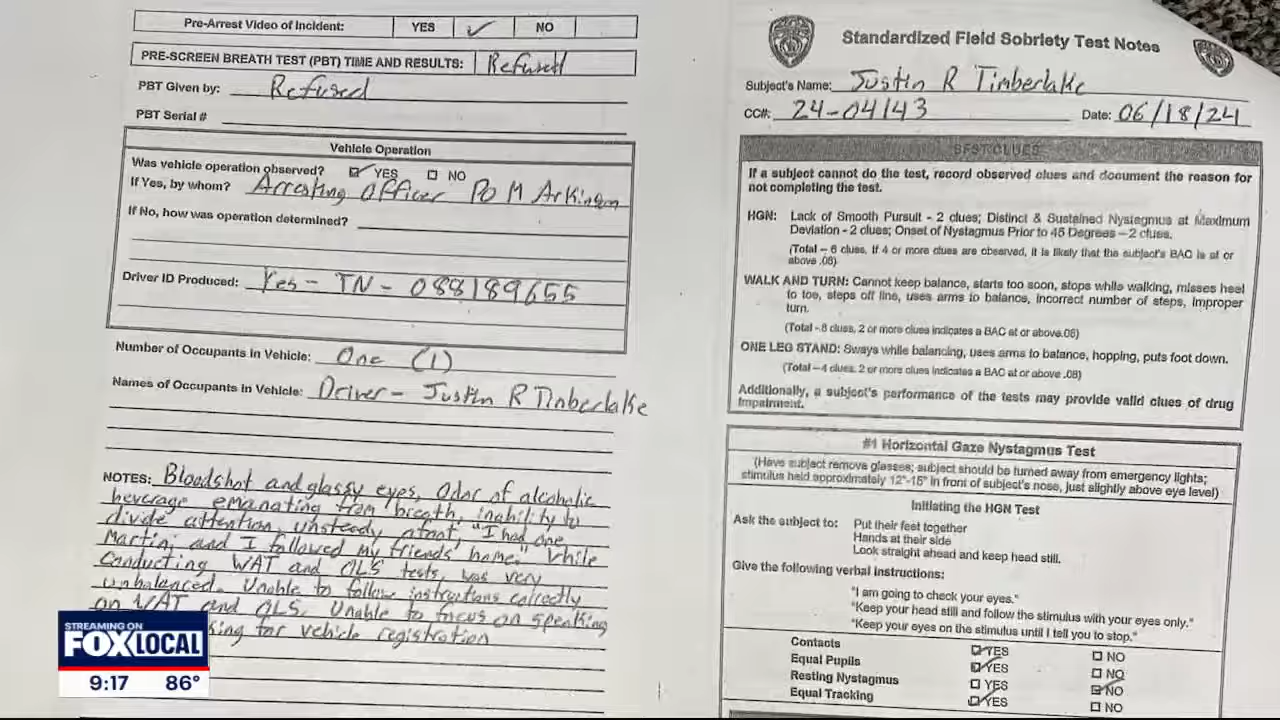 Pre-Arrest Video of Incident: YES ✓ NO
PRE-SCREEN BREATH TEST (PBT) TIME AND RESULTS: Refused
PBT Given by: Refused
PBT Serial #
Vehicle Operation
Was vehicle operation observed? ☑ YES ☐ NO
If Yes, by whom? Arresting Officer PO M Arkinson
If No, how was operation determined?
Driver ID Produced: Yes - TN - 088189655
Number of Occupants in Vehicle: One (1)
Names of Occupants in Vehicle: Driver - Justin R Timberlake
NOTES: Bloodshot and glassy eyes, Odor of alcoholic
beverage emanating from breath, inability to
divide attention, unsteady afoot, "I had one
Martini and I followed my friends home." While
conducting WAT and OLS tests, was very
unbalanced. Unable to follow instructions correctly
on WAT and OLS. Unable to focus on speaking
for vehicle registration
STREAMING ON
FOX LOCAL
9:17 86°
Standardized Field Sobriety Test Notes
Subject's Name: Justin R Timberlake
CC#: 24-04143 Date: 06/18/24
SFST CLUES
If a subject cannot do the test, record observed clues and document the reason for
not completing the test.
HGN: Lack of Smooth Pursuit - 2 clues; Distinct & Sustained Nystagmus at Maximum
Deviation - 2 clues; Onset of Nystagmus Prior to 45 Degrees – 2 clues.
(Total – 6 clues. If 4 or more clues are observed, it is likely that the subject's BAC is at or
above .08)
WALK AND TURN: Cannot keep balance, starts too soon, stops while walking, misses heel
to toe, steps off line, uses arms to balance, incorrect number of steps, improper
turn.
(Total - 8 clues, 2 or more clues indicates a BAC at or above.08)
ONE LEG STAND: Sways while balancing, uses arms to balance, hopping, puts foot down.
(Total – 4 clues. 2 or more clues indicates a BAC at or above .08)
Additionally, a subject's performance of the tests may provide valid clues of drug
impairment.
#1 Horizontal Gaze Nystagmus Test
(Have subject remove glasses; subject should be turned away from emergency lights;
stimulus held approximately 12"-15" in front of subject's nose, just slightly above eye level)
Initiating the HGN Test
Ask the subject to: Put their feet together
Hands at their side
Look straight ahead and keep head still.
Give the following verbal instructions:
"I am going to check your eyes."
"Keep your head still and follow the stimulus with your eyes only."
"Keep your eyes on the stimulus until I tell you to stop."
Contacts ☑ YES ☐ NO
Equal Pupils ☑ YES ☐ NO
Resting Nystagmus ☐ YES ☑ NO
Equal Tracking ☑ YES ☐ NO